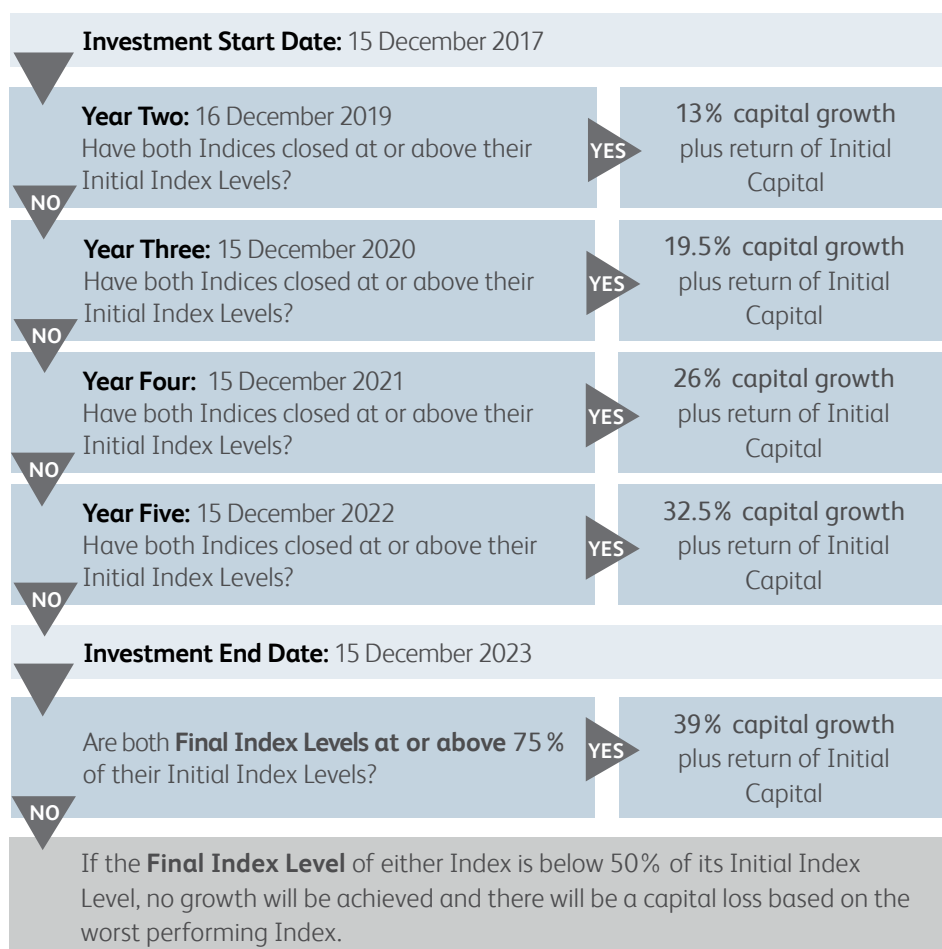 Investment Start Date: 15 December 2017
Year Two: 16 December 2019
Have both Indices closed at or above their
Initial Index Levels?
YES
13% capital growth
plus return of Initial
Capital
NO
Year Three: 15 December 2020
Have both Indices closed at or above their
Initial Index Levels?
YES
19.5% capital growth
plus return of Initial
Capital
NO
Year Four: 15 December 2021
Have both Indices closed at or above their
Initial Index Levels?
YES
26% capital growth
plus return of Initial
Capital
NO
Year Five: 15 December 2022
Have both Indices closed at or above their
Initial Index Levels?
YES
32.5% capital growth
plus return of Initial
Capital
NO
Investment End Date: 15 December 2023
Are both Final Index Levels at or above 75%
of their Initial Index Levels?
YES
39% capital growth
plus return of Initial
Capital
NO
If the Final Index Level of either Index is below 50% of its Initial Index
Level, no growth will be achieved and there will be a capital loss based on the
worst performing Index.